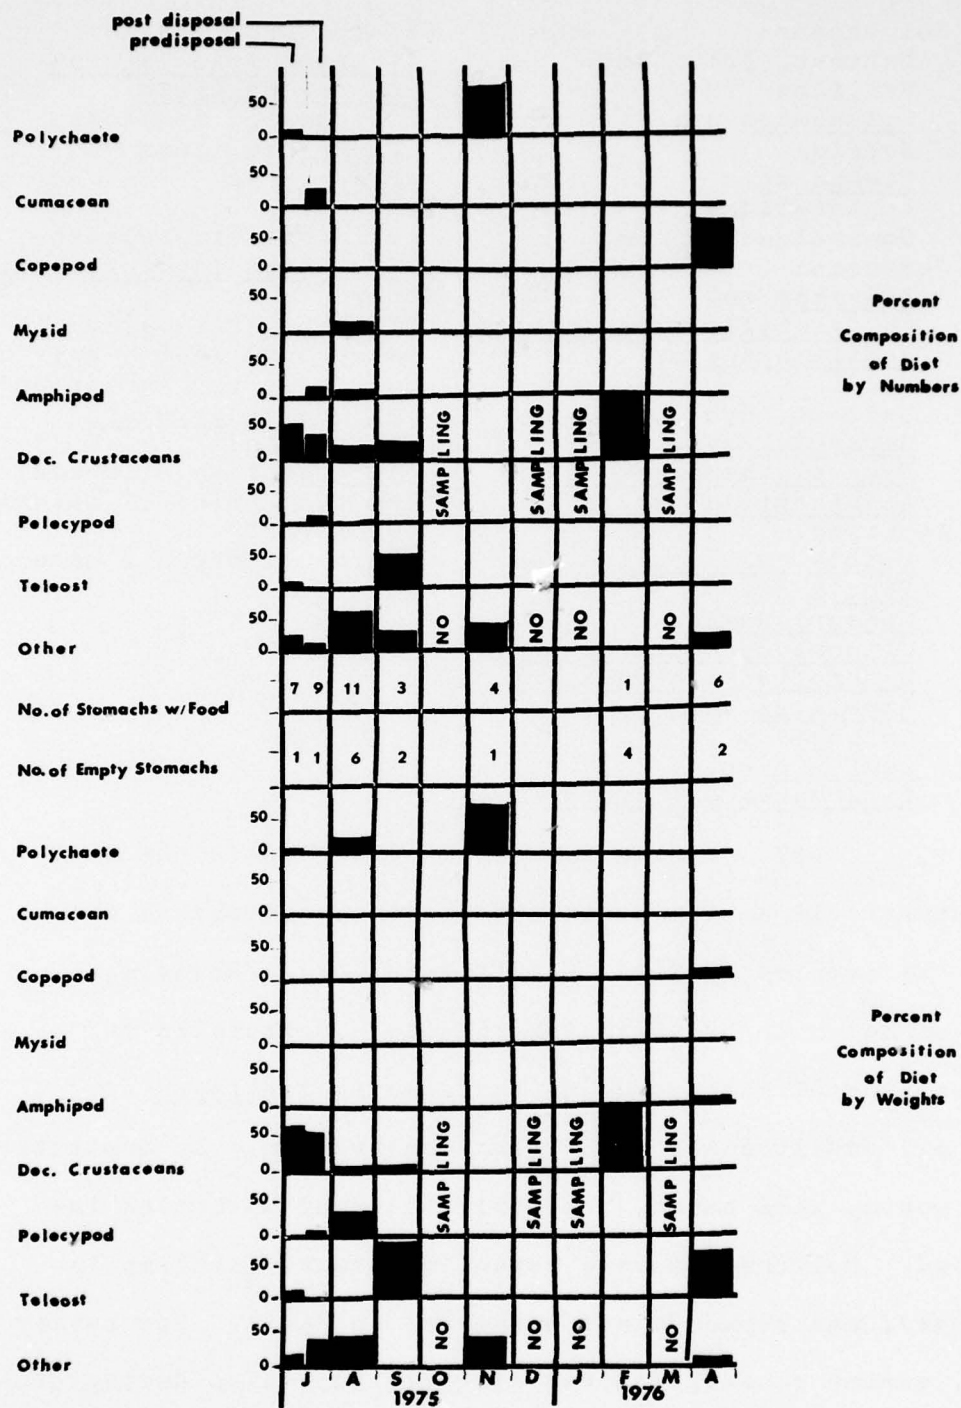 post disposal
predisposal
50
0
Polychaete
50
0
Cumacean
50
0
Copepod
50
0
Mysid
50
0
Amphipod
50
0
Dec. Crustaceans
50
0
Pelecypod
50
0
Teleost
50
0
Other
NO SAMPLING
NO SAMPLING
NO SAMPLING
NO SAMPLING
Percent
Composition
of Diet
by Numbers
No. of Stomachs w/Food 7 9 11 3 4 1 6
No. of Empty Stomachs 1 1 6 2 1 4 2
50
0
Polychaete
50
0
Cumacean
50
0
Copepod
50
0
Mysid
50
0
Amphipod
50
0
Dec. Crustaceans
50
0
Pelecypod
50
0
Teleost
50
0
Other
NO SAMPLING
NO SAMPLING
NO SAMPLING
NO SAMPLING
Percent
Composition
of Diet
by Weights
J A S O N D J F M A
1975 1976